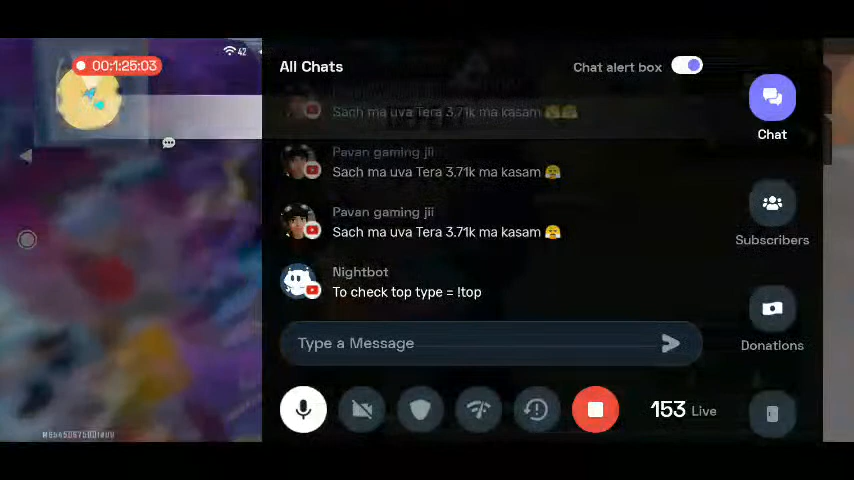 00:1:25:03
42
All Chats
Chat alert box
Sach ma uva Tera 3.71k ma kasam 😤😤
Chat
Pavan gaming jii
Sach ma uva Tera 3.71k ma kasam 😤
Pavan gaming jii
Sach ma uva Tera 3.71k ma kasam 😤
Subscribers
Nightbot
To check top type = !top
Type a Message
Donations
153 Live